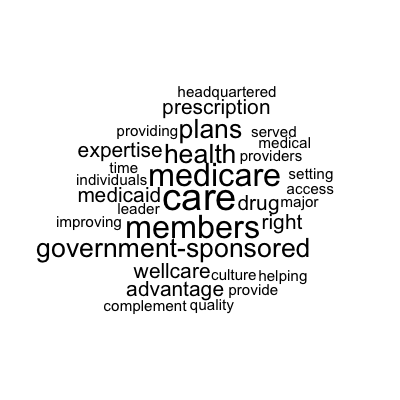 headquartered
prescription
providing plans served
medical
expertise health providers
time medicare setting
individuals
medicaid care drug major access
leader
improving members right
government-sponsored
wellcare culture helping
advantage provide
complement quality